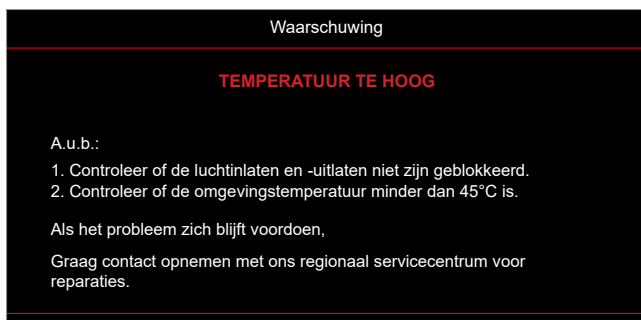 Waarschuwing
TEMPERATUUR TE HOOG
A.u.b.:
1. Controleer of de luchtinlaten en -uitlaten niet zijn geblokkeerd.
2. Controleer of de omgevingstemperatuur minder dan 45°C is.
Als het probleem zich blijft voordoen,
Graag contact opnemen met ons regionaal servicecentrum voor
reparaties.